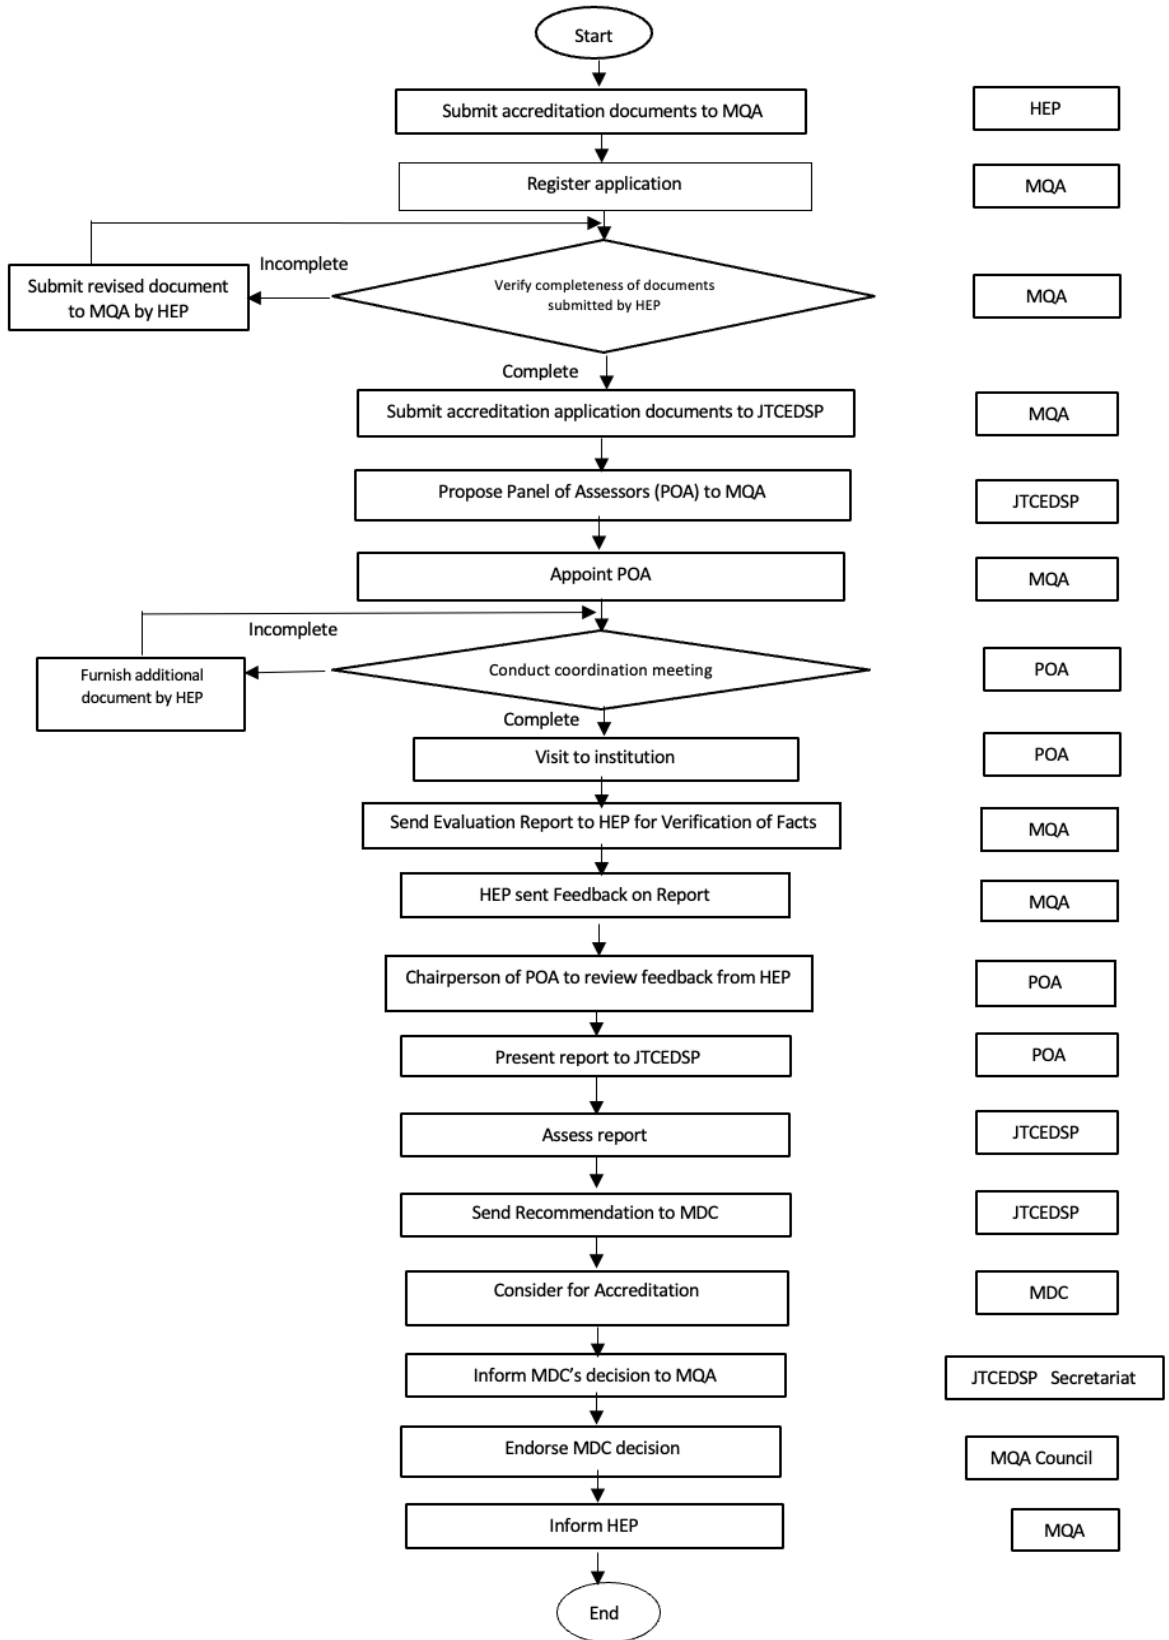 Start
Submit accreditation documents to MQA
HEP
Register application
MQA
Incomplete
Submit revised document
to MQA by HEP
Verify completeness of documents
submitted by HEP
MQA
Complete
Submit accreditation application documents to JTCEDSP
MQA
Propose Panel of Assessors (POA) to MQA
JTCEDSP
Appoint POA
MQA
Incomplete
Furnish additional
document by HEP
Conduct coordination meeting
POA
Complete
Visit to institution
POA
Send Evaluation Report to HEP for Verification of Facts
MQA
HEP sent Feedback on Report
MQA
Chairperson of POA to review feedback from HEP
POA
Present report to JTCEDSP
POA
Assess report
JTCEDSP
Send Recommendation to MDC
JTCEDSP
Consider for Accreditation
MDC
Inform MDC’s decision to MQA
JTCEDSP Secretariat
Endorse MDC decision
MQA Council
Inform HEP
MQA
End